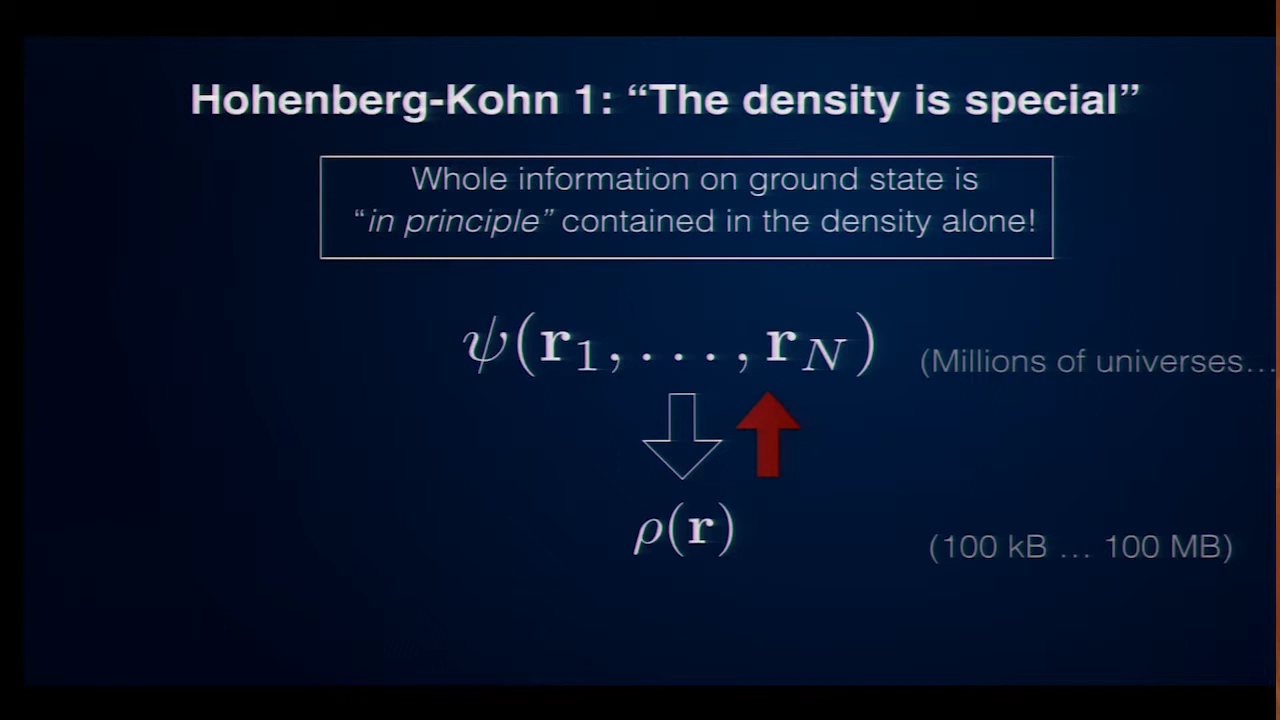 Hohenberg-Kohn 1: “The density is special”
Whole information on ground state is
“in principle” contained in the density alone!
ψ(r₁, . . . , r_N)
(Millions of universes…
ρ(r)
(100 kB … 100 MB)